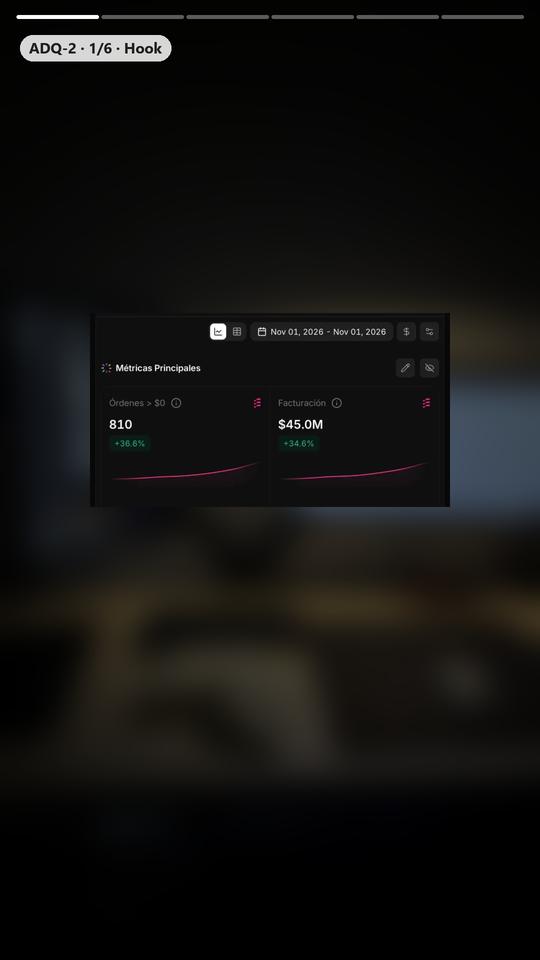 ADQ-2 · 1/6 · Hook
Nov 01, 2026 - Nov 01, 2026
Métricas Principales
Órdenes > $0
810
+36.6%
Facturación
$45.0M
+34.6%